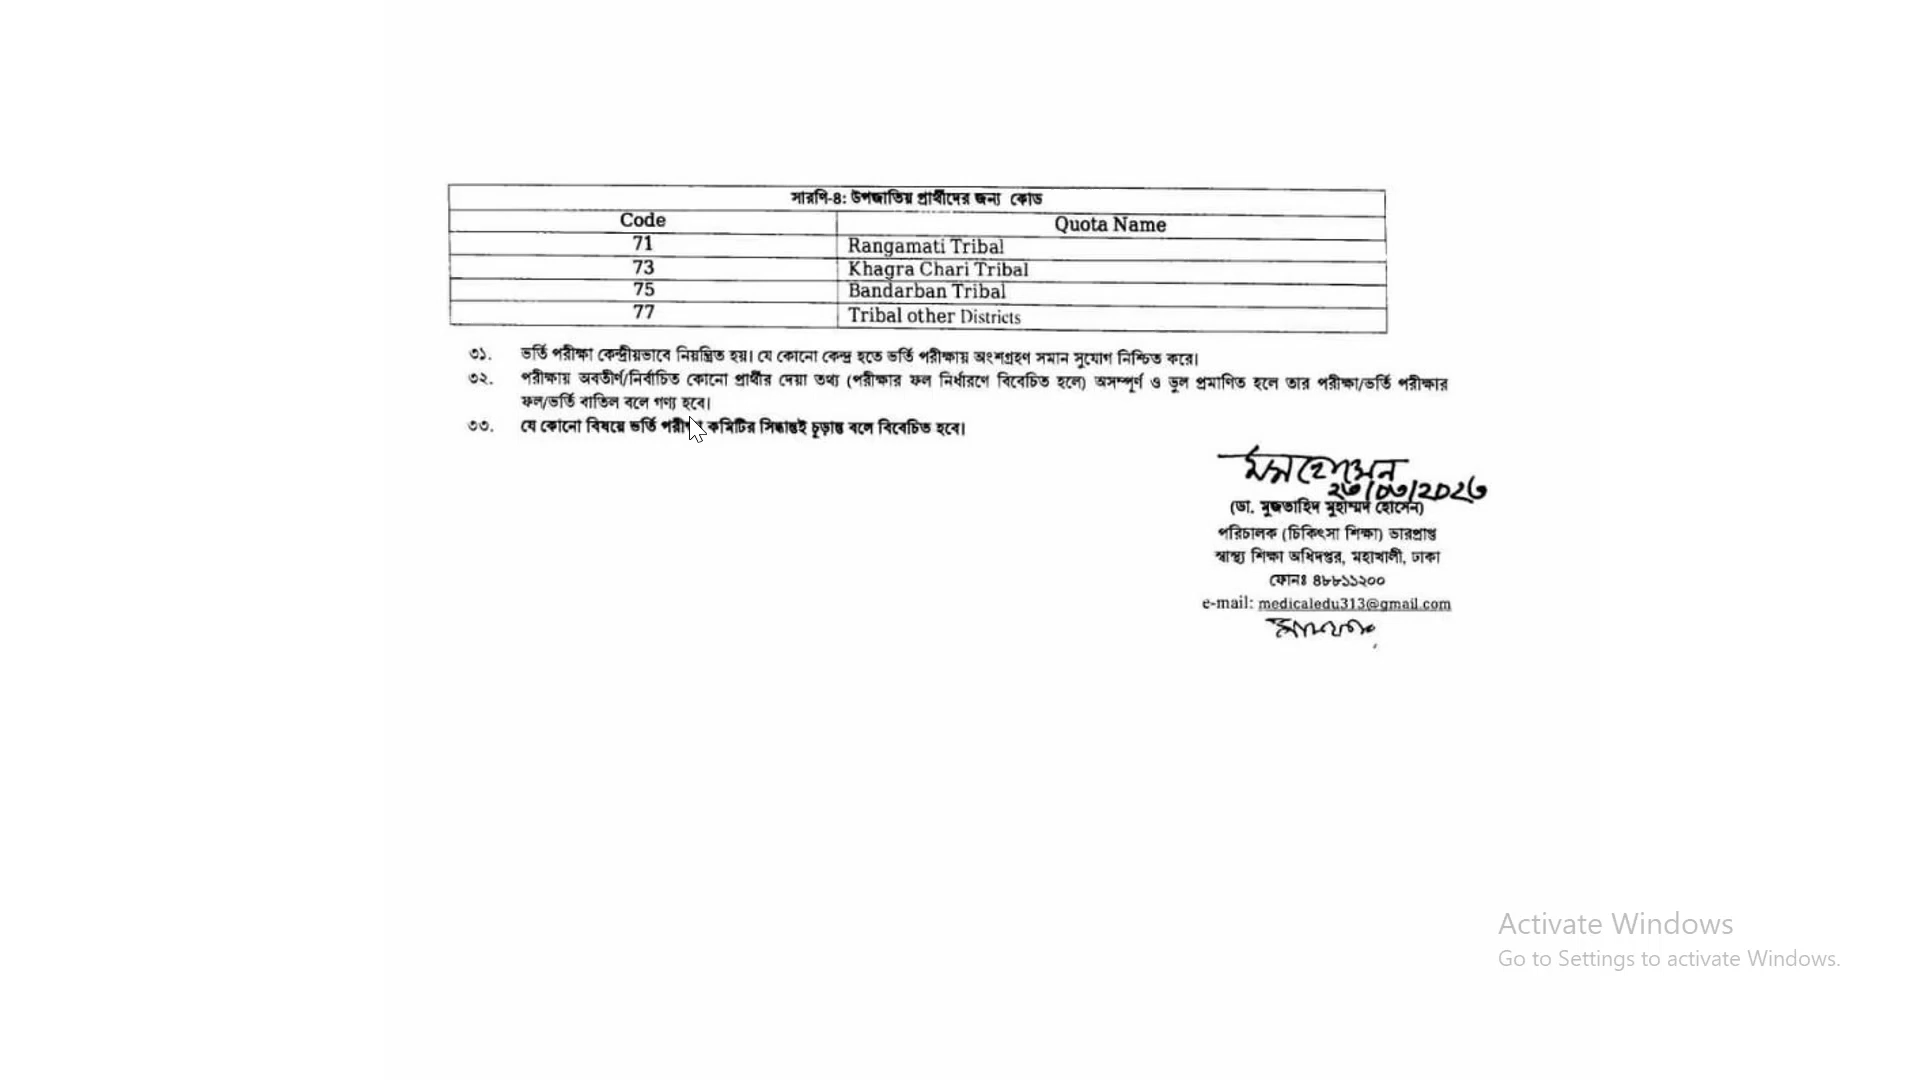 সারণি-৪: উপজাতিয় প্রার্থীদের জন্য কোড
Code Quota Name
71 Rangamati Tribal
73 Khagra Chari Tribal
75 Bandarban Tribal
77 Tribal other Districts
৩১. ভর্তি পরীক্ষা কেন্দ্রীয়ভাবে নিয়ন্ত্রিত হয়। যে কোনো কেন্দ্র হতে ভর্তি পরীক্ষায় অংশগ্রহণ সমান সুযোগ নিশ্চিত করে।
৩২. পরীক্ষায় অবতীর্ণ/নির্বাচিত কোনো প্রার্থীর দেয়া তথ্য (পরীক্ষার ফল নির্ধারণে বিবেচিত হলে) অসম্পূর্ণ ও ভুল প্রমাণিত হলে তার পরীক্ষা/ভর্তি পরীক্ষার
ফল/ভর্তি বাতিল বলে গণ্য হবে।
৩৩. যে কোনো বিষয়ে ভর্তি পরীক্ষা কমিটির সিদ্ধান্তই চূড়ান্ত বলে বিবেচিত হবে।
(ডা. মুজতাহিদ মুহাম্মদ হোসেন)
পরিচালক (চিকিৎসা শিক্ষা) ভারপ্রাপ্ত
স্বাস্থ্য শিক্ষা অধিদপ্তর, মহাখালী, ঢাকা
ফোনঃ ৪৮৮১১২০০
e-mail: medicaledu313@gmail.com
Activate Windows
Go to Settings to activate Windows.